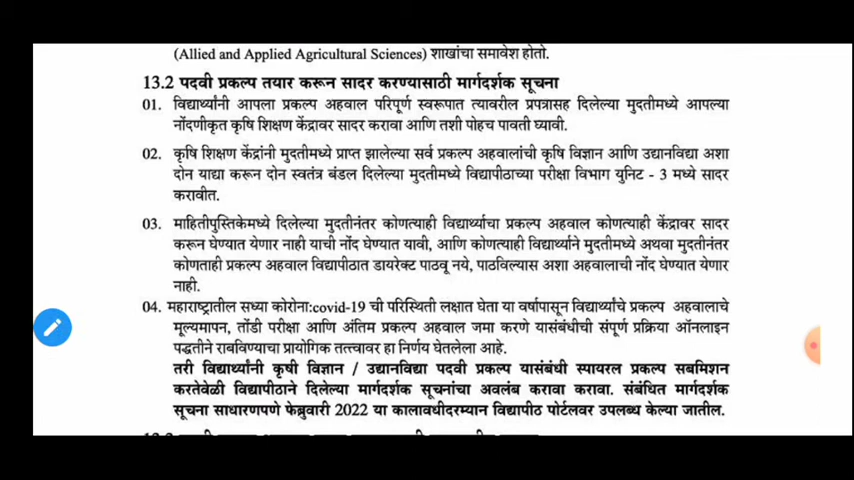 (Allied and Applied Agricultural Sciences) शाखांचा समावेश होतो.
13.2 पदवी प्रकल्प तयार करून सादर करण्यासाठी मार्गदर्शक सूचना
01. विद्यार्थ्यांनी आपला प्रकल्प अहवाल परिपूर्ण स्वरूपात त्यावरील प्रपत्रासह दिलेल्या मुदतीमध्ये आपल्या
नोंदणीकृत कृषि शिक्षण केंद्रावर सादर करावा आणि तशी पोहच पावती घ्यावी.
02. कृषि शिक्षण केंद्रांनी मुदतीमध्ये प्राप्त झालेल्या सर्व प्रकल्प अहवालांची कृषि विज्ञान आणि उद्यानविद्या अशा
दोन याद्या करून दोन स्वतंत्र बंडल दिलेल्या मुदतीमध्ये विद्यापीठाच्या परीक्षा विभाग युनिट - 3 मध्ये सादर
करावीत.
03. माहितीपुस्तिकेमध्ये दिलेल्या मुदतीनंतर कोणत्याही विद्यार्थ्याचा प्रकल्प अहवाल कोणत्याही केंद्रावर सादर
करून घेण्यात येणार नाही याची नोंद घेण्यात यावी, आणि कोणत्याही विद्यार्थ्याने मुदतीमध्ये अथवा मुदतीनंतर
कोणताही प्रकल्प अहवाल विद्यापीठात डायरेक्ट पाठवू नये, पाठविल्यास अशा अहवालाची नोंद घेण्यात येणार
नाही.
04. महाराष्ट्रातील सध्या कोरोना:covid-19 ची परिस्थिती लक्षात घेता या वर्षापासून विद्यार्थ्यांचे प्रकल्प अहवालाचे
मूल्यमापन, तोंडी परीक्षा आणि अंतिम प्रकल्प अहवाल जमा करणे यासंबंधीची संपूर्ण प्रक्रिया ऑनलाइन
पद्धतीने राबविण्याचा प्रायोगिक तत्त्वावर हा निर्णय घेतलेला आहे.
तरी विद्यार्थ्यांनी कृषी विज्ञान / उद्यानविद्या पदवी प्रकल्प यासंबंधी स्पायरल प्रकल्प सबमिशन
करतेवेळी विद्यापीठाने दिलेल्या मार्गदर्शक सूचनांचा अवलंब करावा करावा. संबंधित मार्गदर्शक
सूचना साधारणपणे फेब्रुवारी 2022 या कालावधीदरम्यान विद्यापीठ पोर्टलवर उपलब्ध केल्या जातील.